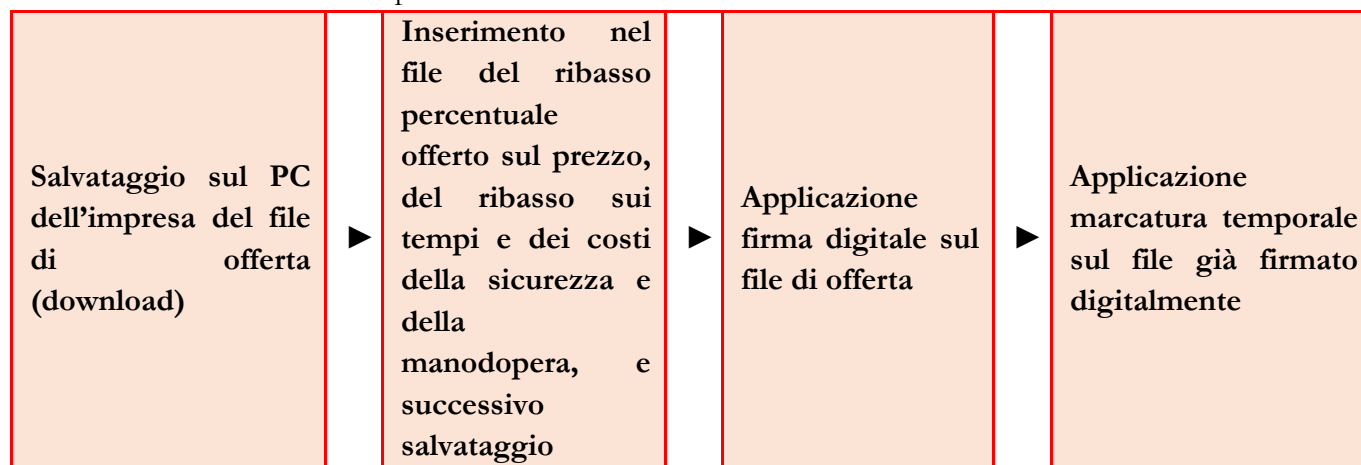 Salvataggio sul PC
dell’impresa del file
di offerta
(download)
►
Inserimento nel
file del ribasso
percentuale
offerto sul prezzo,
del ribasso sui
tempi e dei costi
della sicurezza e
della
manodopera, e
successivo
salvataggio
►
Applicazione
firma digitale sul
file di offerta
►
Applicazione
marcatura temporale
sul file già firmato
digitalmente